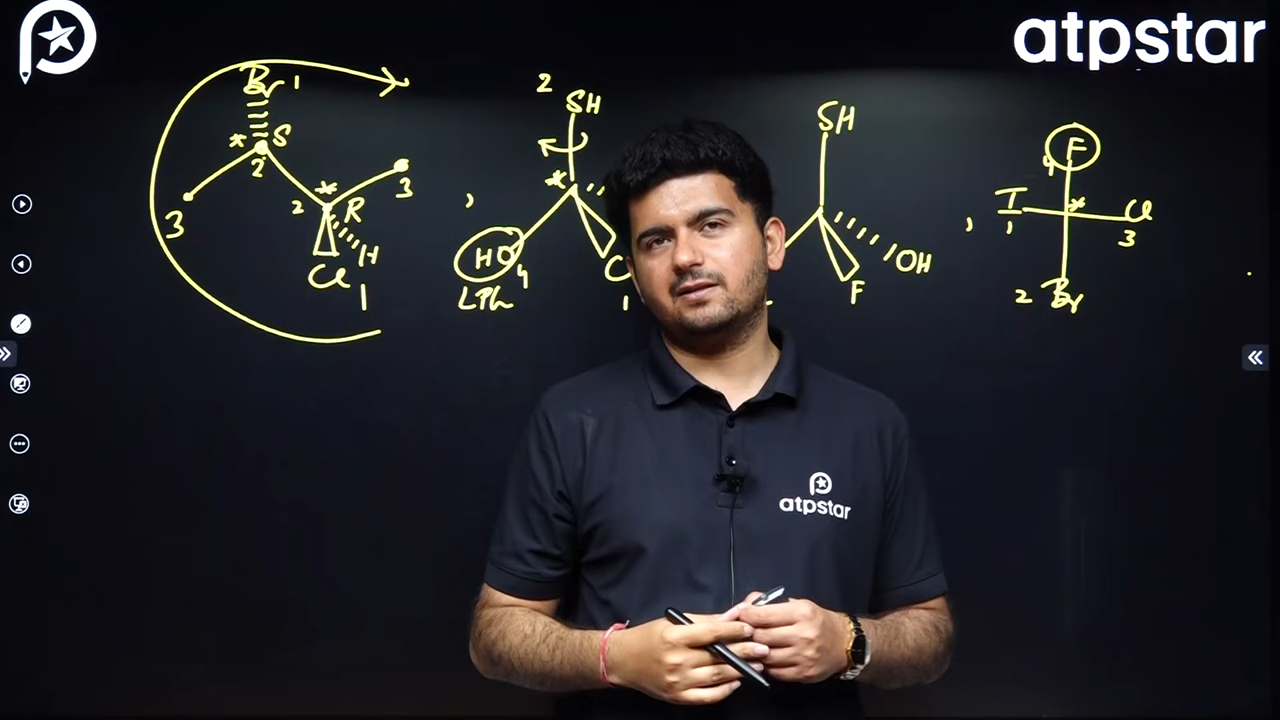 atpstar
Br 1
* S
2
3
2 * R
3
H
Cl
1
,
2
SH
*
HO
4
LPh
C
1
SH
OH
F
,
4 F
I * Cl
1
3
2 Br
atpstar